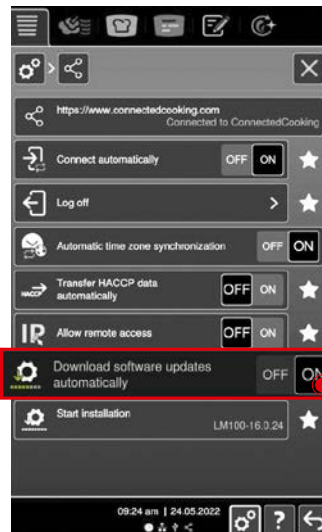 >
https://www.connectedcooking.com
Connected to ConnectedCooking
Connect automatically OFF ON
Log off >
Automatic time zone synchronization OFF ON
HACCP Transfer HACCP data
automatically OFF ON
IR Allow remote access OFF ON
Download software updates
automatically OFF ON
Start installation
LM100-16.0.24
09:24 am | 24.05.2022
?